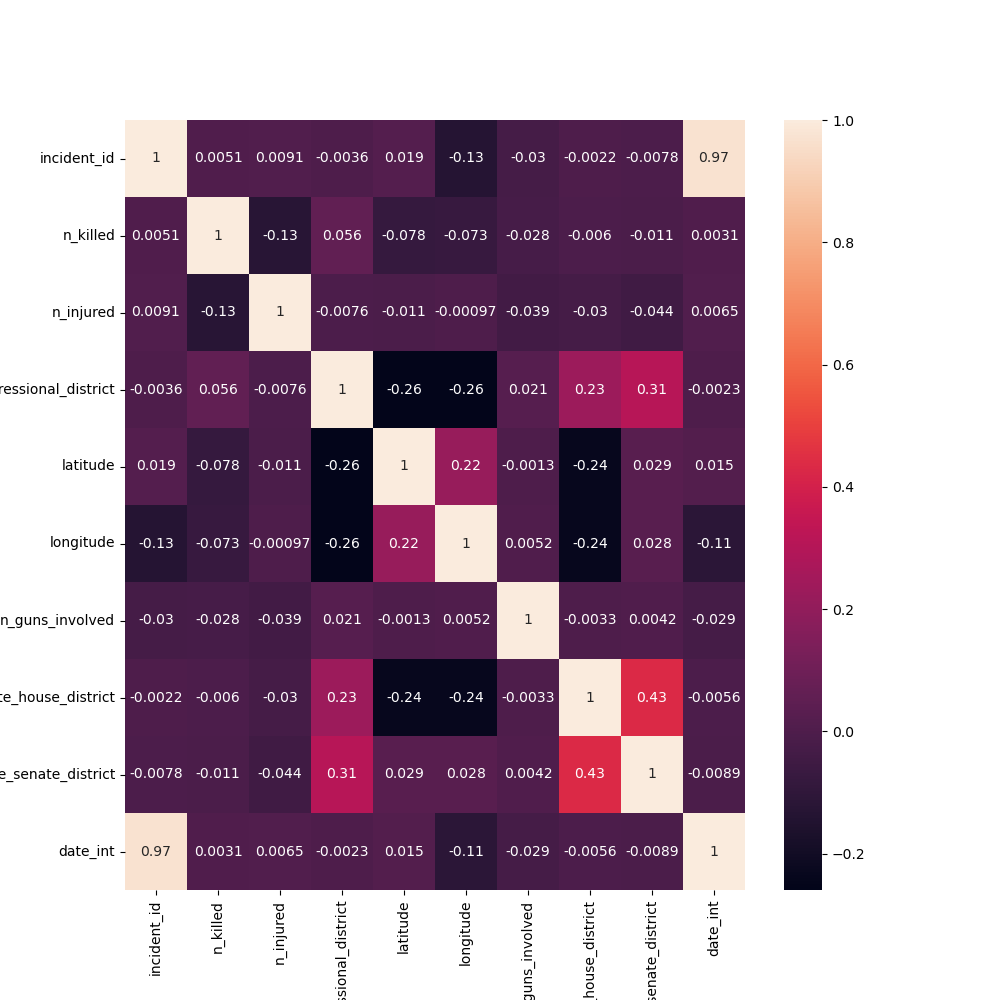 1.0
incident_id 1 0.0051 0.0091 -0.0036 0.019 -0.13 -0.03 -0.0022 -0.0078 0.97
0.8
n_killed 0.0051 1 -0.13 0.056 -0.078 -0.073 -0.028 -0.006 -0.011 0.0031
n_injured 0.0091 -0.13 1 -0.0076 -0.011 -0.00097 -0.039 -0.03 -0.044 0.0065
0.6
ressional_district -0.0036 0.056 -0.0076 1 -0.26 -0.26 0.021 0.23 0.31 -0.0023
latitude 0.019 -0.078 -0.011 -0.26 1 0.22 -0.0013 -0.24 0.029 0.015
0.4
longitude -0.13 -0.073 -0.00097 -0.26 0.22 1 0.0052 -0.24 0.028 -0.11
0.2
n_guns_involved -0.03 -0.028 -0.039 0.021 -0.0013 0.0052 1 -0.0033 0.0042 -0.029
te_house_district -0.0022 -0.006 -0.03 0.23 -0.24 -0.24 -0.0033 1 0.43 -0.0056
0.0
e_senate_district -0.0078 -0.011 -0.044 0.31 0.029 0.028 0.0042 0.43 1 -0.0089
date_int 0.97 0.0031 0.0065 -0.0023 0.015 -0.11 -0.029 -0.0056 -0.0089 1
−0.2
incident_id
n_killed
n_injured
ssional_district
latitude
longitude
guns_involved
_house_district
senate_district
date_int